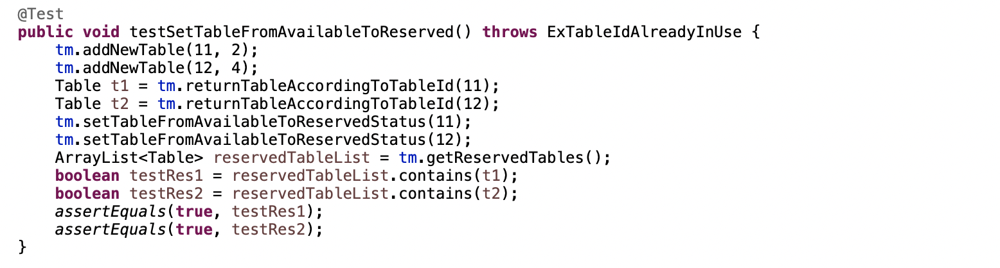 @Test
public void testSetTableFromAvailableToReserved() throws ExTableIdAlreadyInUse {
    tm.addNewTable(11, 2);
    tm.addNewTable(12, 4);
    Table t1 = tm.returnTableAccordingToTableId(11);
    Table t2 = tm.returnTableAccordingToTableId(12);
    tm.setTableFromAvailableToReservedStatus(11);
    tm.setTableFromAvailableToReservedStatus(12);
    ArrayList<Table> reservedTableList = tm.getReservedTables();
    boolean testRes1 = reservedTableList.contains(t1);
    boolean testRes2 = reservedTableList.contains(t2);
    assertEquals(true, testRes1);
    assertEquals(true, testRes2);
}